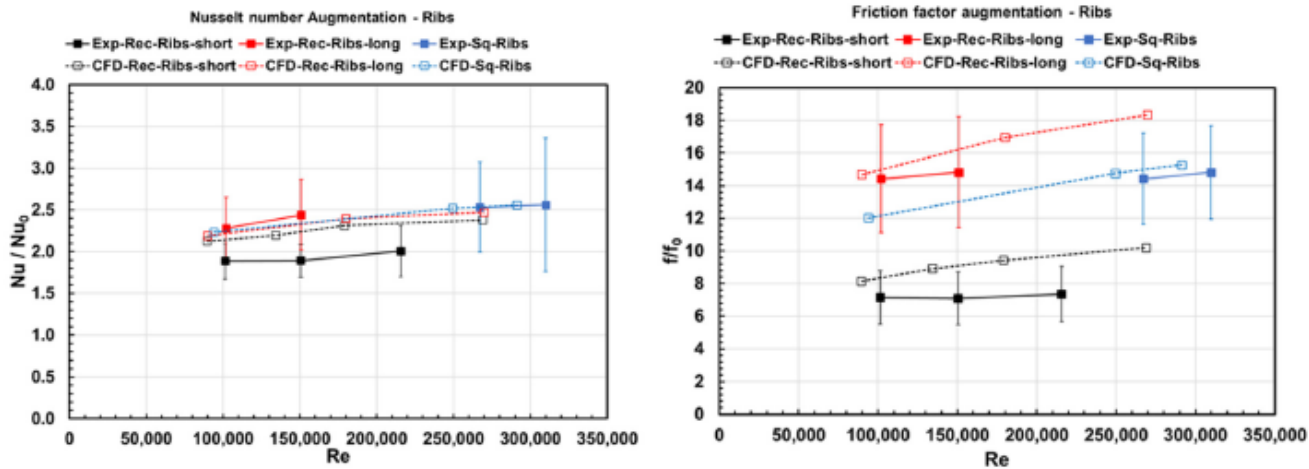 Nusselt number Augmentation - Ribs
Exp-Rec-Ribs-short Exp-Rec-Ribs-long Exp-Sq-Ribs
CFD-Rec-Ribs-short CFD-Rec-Ribs-long CFD-Sq-Ribs
4.0
3.5
3.0
2.5
2.0
1.5
1.0
0.5
0.0
Nu / Nu₀
0 50,000 100,000 150,000 200,000 250,000 300,000 350,000
Re
Friction factor augmentation - Ribs
Exp-Rec-Ribs-short Exp-Rec-Ribs-long Exp-Sq-Ribs
CFD-Rec-Ribs-short CFD-Rec-Ribs-long CFD-Sq-Ribs
20
18
16
14
12
10
8
6
4
2
0
f/f₀
0 50,000 100,000 150,000 200,000 250,000 300,000 350,000
Re